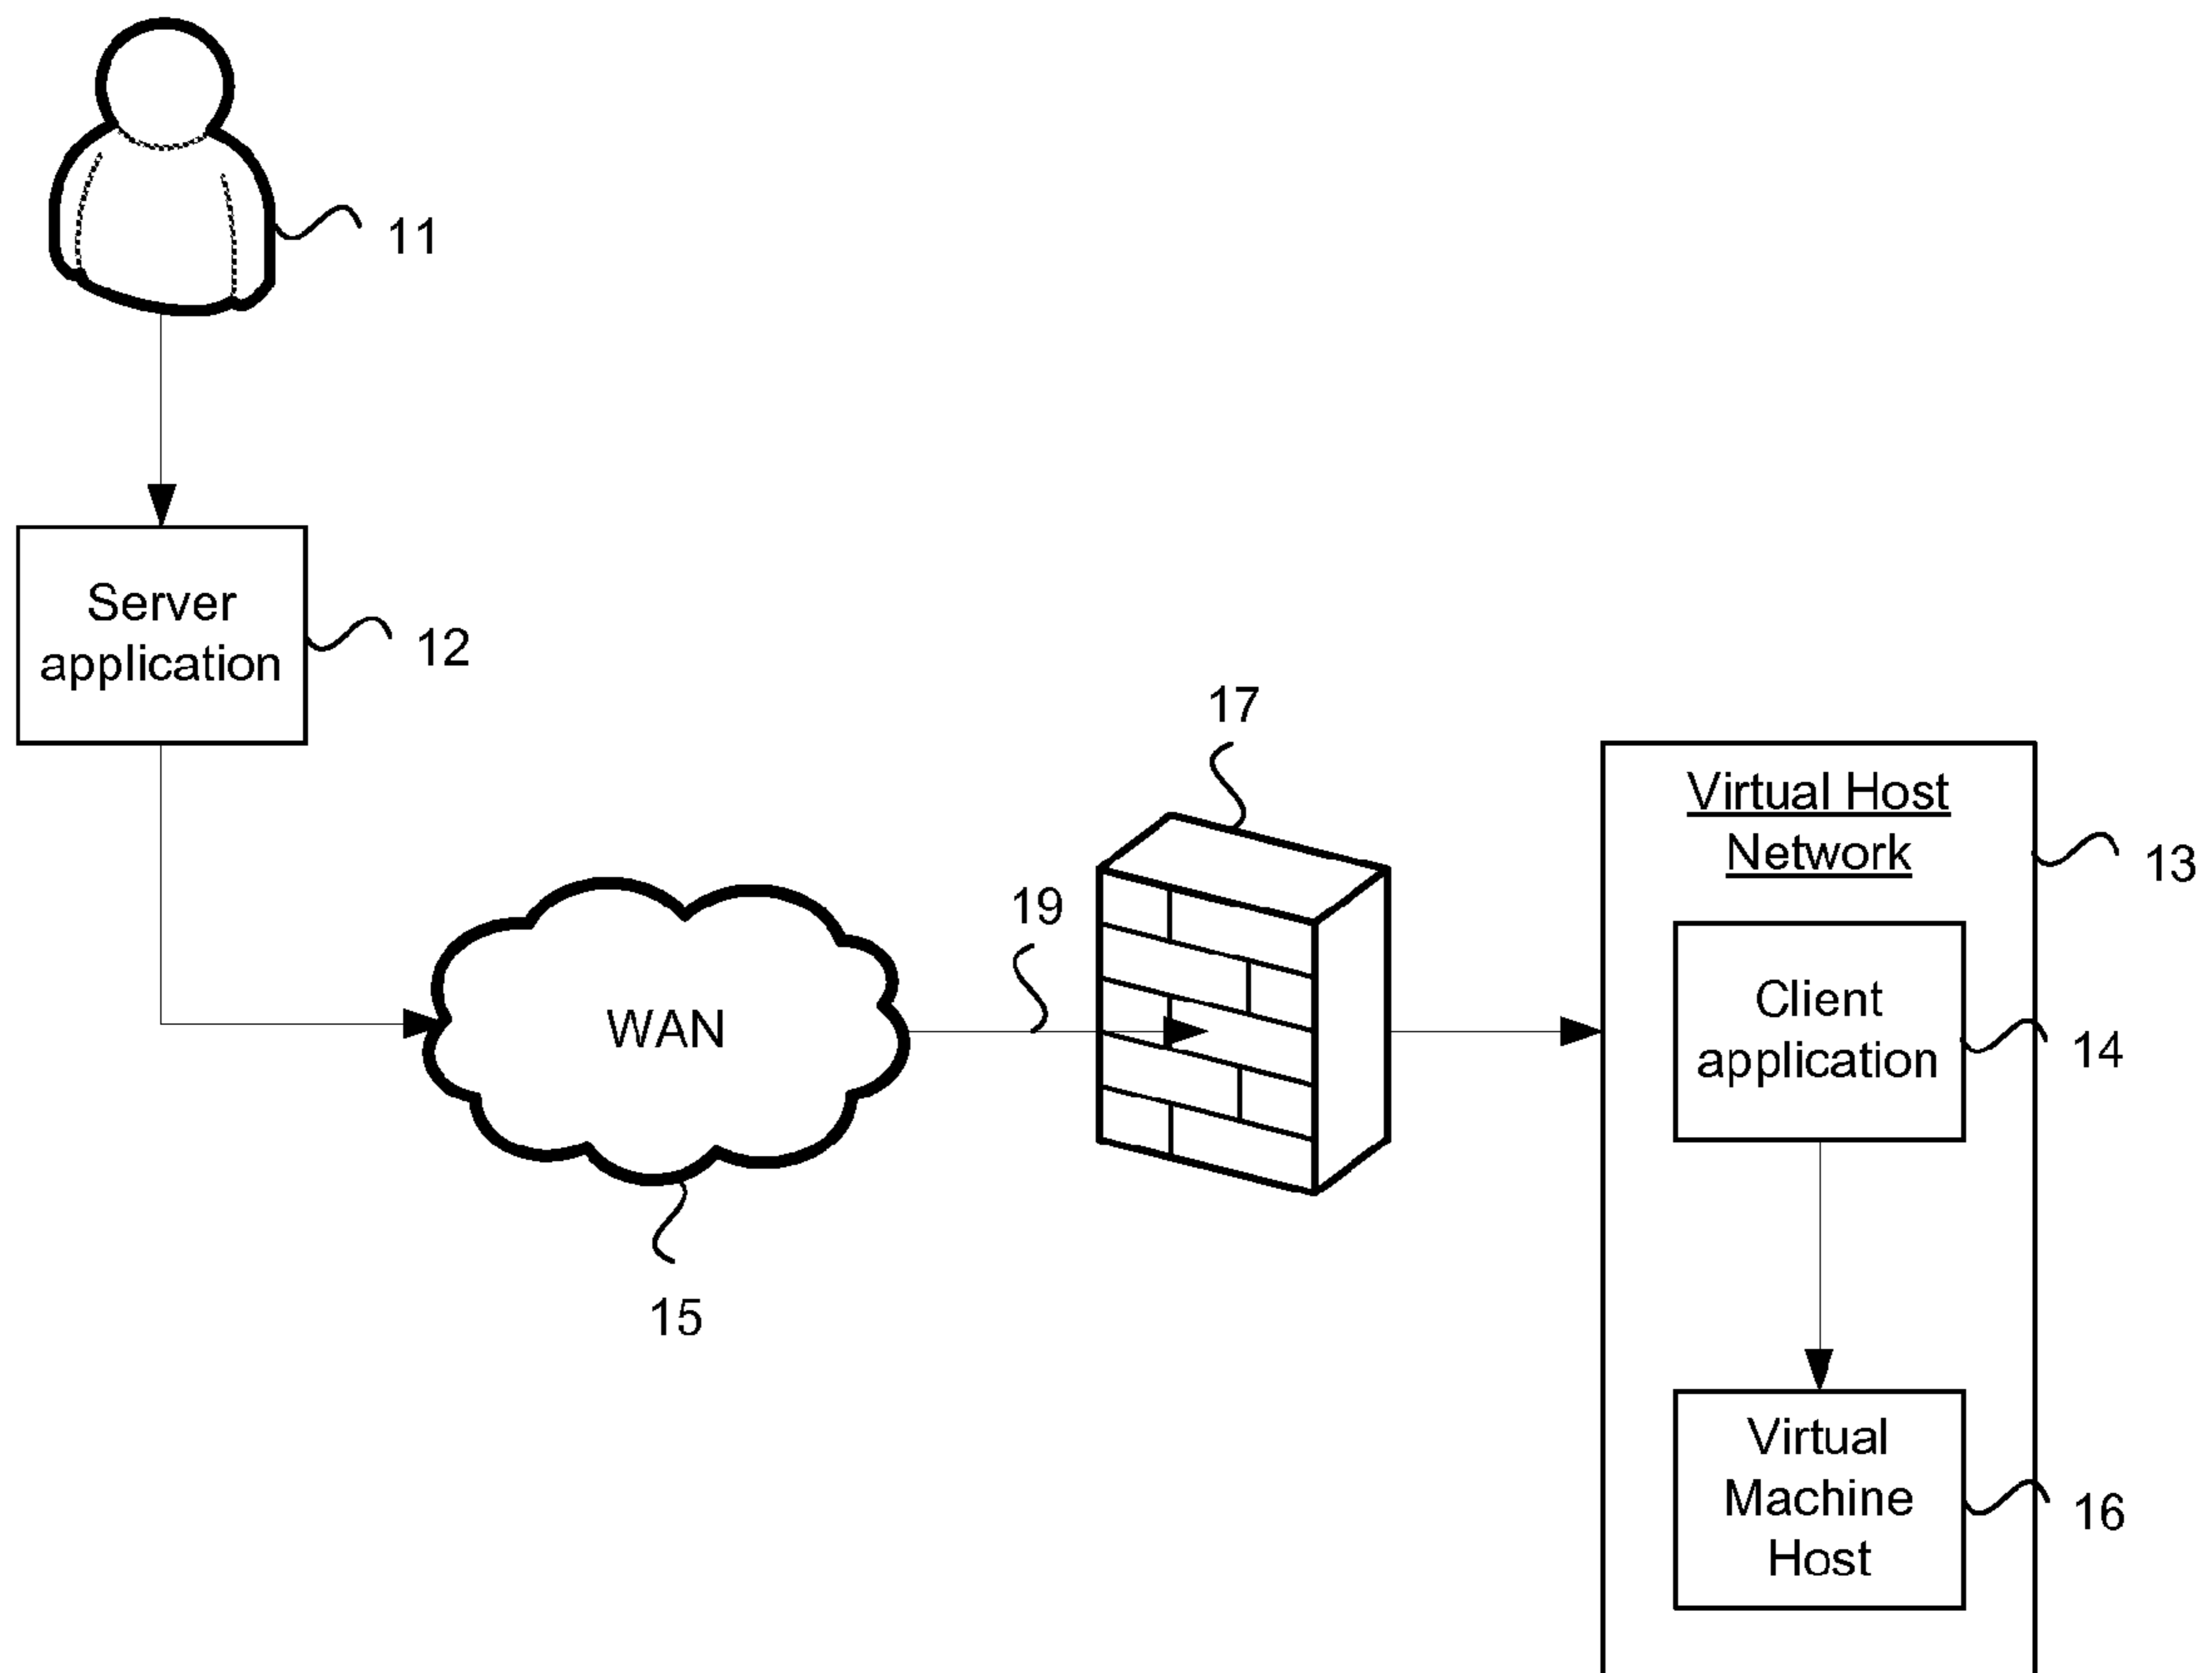 11
Server
application
12
17
Virtual Host
Network
13
19
WAN
Client
application
14
15
Virtual
Machine
Host
16